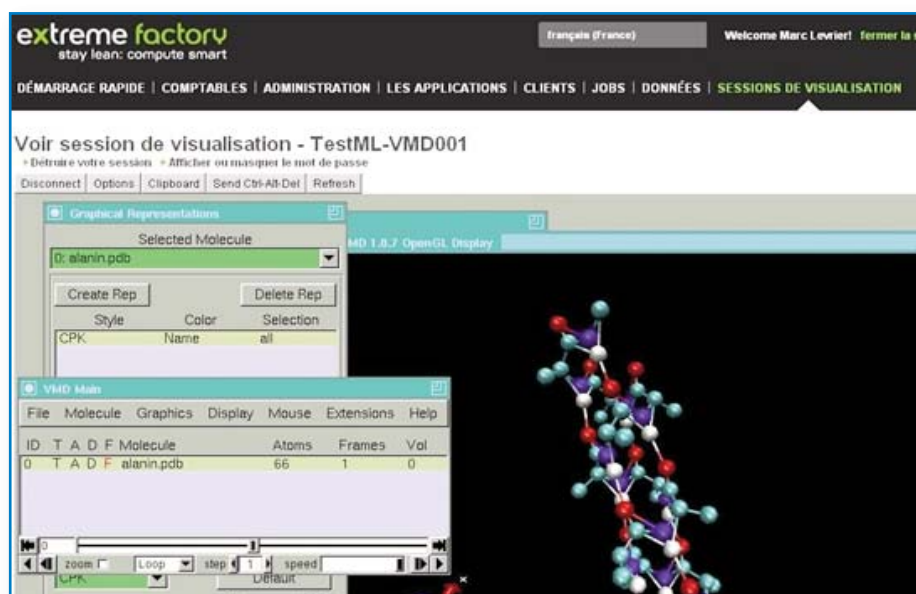 extreme factory
stay lean: compute smart
français (France)
Welcome Marc Levrier! fermer la
DÉMARRAGE RAPIDE | COMPTABLES | ADMINISTRATION | LES APPLICATIONS | CLIENTS | JOBS | DONNÉES | SESSIONS DE VISUALISATION
Voir session de visualisation - TestML-VMD001
Détruire votre session Afficher ou masquer le mot de passe
Disconnect Options Clipboard Send Ctrl-Alt-Del Refresh
Graphical Representations
Selected Molecule
MD 1.8.7 OpenGL Display
0: alanin.pdb
Create Rep Delete Rep
Style Color Selection
CPK Name all
VMD Main
File Molecule Graphics Display Mouse Extensions Help
ID T A D F Molecule Atoms Frames Vol
0 T A D F alanin.pdb 66 1 0
0
zoom Loop step 1 speed
CPK Default